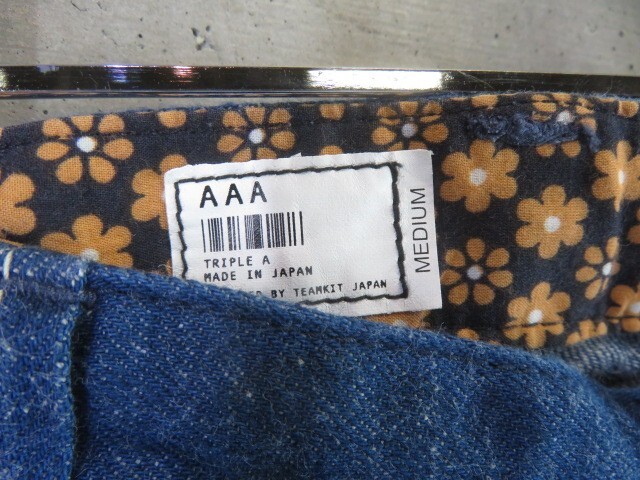 AAA
TRIPLE A
MADE IN JAPAN
BY TEAMKIT JAPAN
MEDIUM